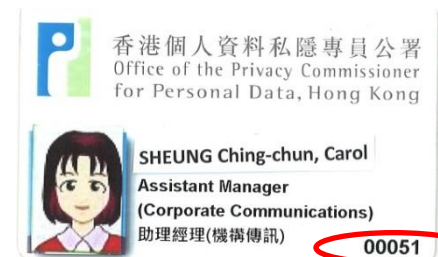 香港個人資料私隱專員公署
Office of the Privacy Commissioner
for Personal Data, Hong Kong
SHEUNG Ching-chun, Carol
Assistant Manager
(Corporate Communications)
助理經理(機構傳訊)
00051